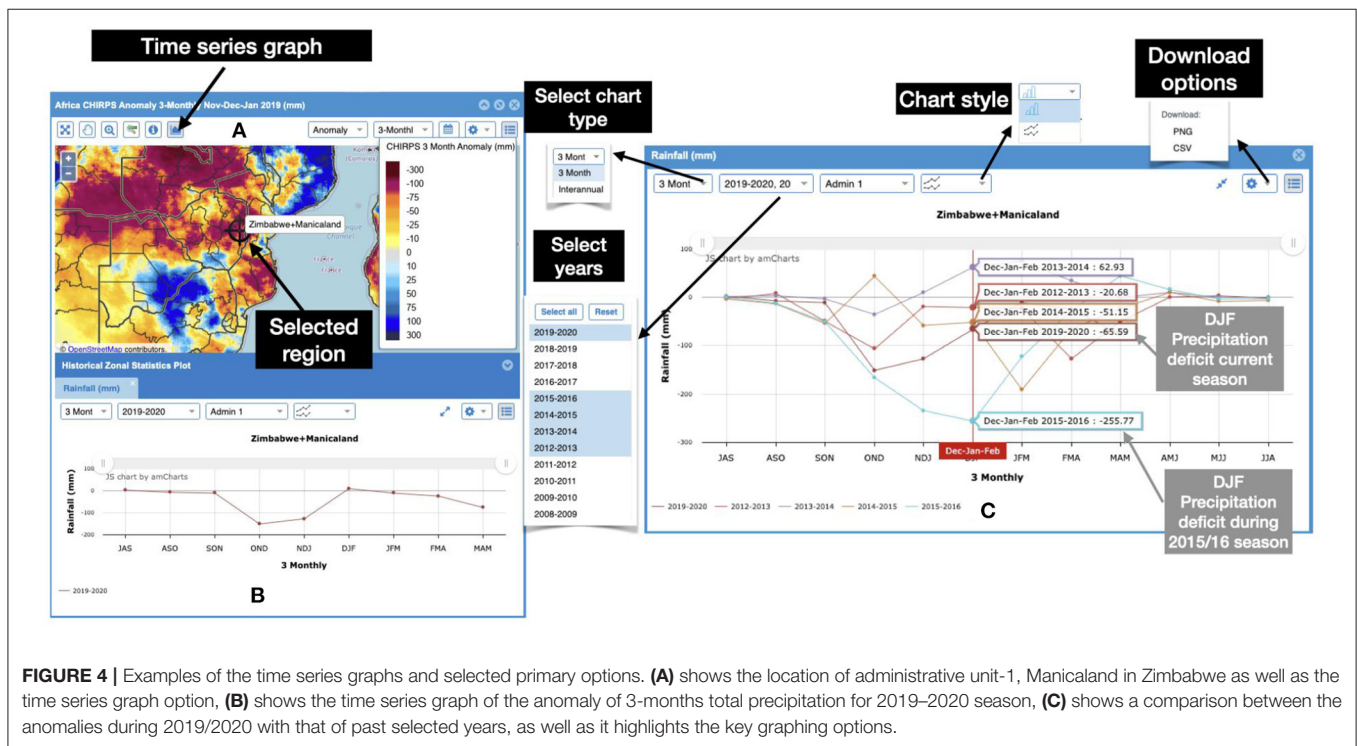 Time series graph
Africa CHIRPS Anomaly 3-Monthly Nov-Dec-Jan 2019 (mm)
A
Anomaly
3-Monthl
CHIRPS 3 Month Anomaly (mm)
-300
-100
-75
-50
-25
-10
0
10
25
50
75
100
300
+
−
Zimbabwe+Manicaland
Channel
France
France
Selected
region
© OpenStreetMap contributors.
Historical Zonal Statistics Plot
Rainfall (mm)
3 Mont
2019-2020
Admin 1
Zimbabwe+Manicaland
JS chart by amCharts
100
0
-100
-200
Rainfall (mm)
JAS
ASO
SON
OND
NDJ
DJF
JFM
FMA
MAM
3 Monthly
2019-2020
B
Select chart
type
3 Mont
3 Month
Interannual
Select
years
Select all
Reset
2019-2020
2018-2019
2017-2018
2016-2017
2015-2016
2014-2015
2013-2014
2012-2013
2011-2012
2010-2011
2009-2010
2008-2009
Chart style
Download
options
Download:
PNG
CSV
Rainfall (mm)
3 Mont
2019-2020, 20
Admin 1
Zimbabwe+Manicaland
JS chart by amCharts
100
0
-100
-200
-300
Rainfall (mm)
Dec-Jan-Feb 2013-2014 : 62.93
Dec-Jan-Feb 2012-2013 : -20.68
Dec-Jan-Feb 2014-2015 : -51.15
Dec-Jan-Feb 2019-2020 : -65.59
Dec-Jan-Feb 2015-2016 : -255.77
DJF
Precipitation
deficit current
season
Dec-Jan-Feb
JAS
ASO
SON
OND
NDJ
JFM
FMA
MAM
AMJ
MJJ
JJA
3 Monthly
2019-2020
2012-2013
2013-2014
2014-2015
2015-2016
C
DJF
Precipitation
deficit during
2015/16 season
FIGURE 4 | Examples of the time series graphs and selected primary options. (A) shows the location of administrative unit-1, Manicaland in Zimbabwe as well as the
time series graph option, (B) shows the time series graph of the anomaly of 3-months total precipitation for 2019–2020 season, (C) shows a comparison between the
anomalies during 2019/2020 with that of past selected years, as well as it highlights the key graphing options.